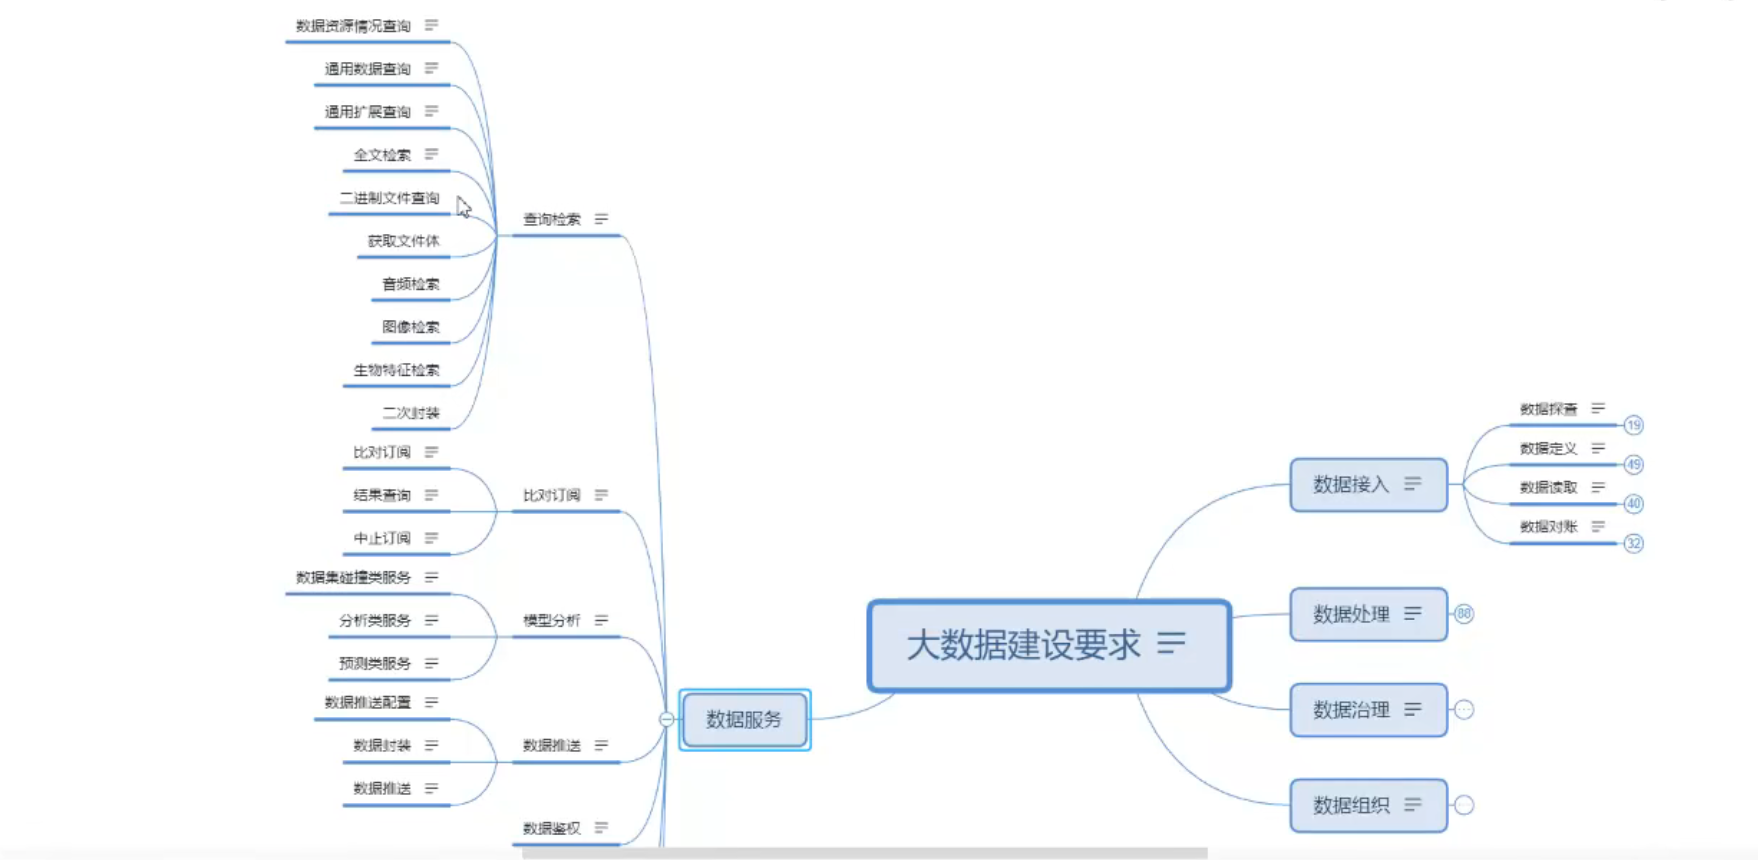 数据资源情况查询
通用数据查询
通用扩展查询
全文检索
二进制文件查询
获取文件体
音频检索
图像检索
生物特征检索
二次封装
查询检索
比对订阅
结果查询
中止订阅
比对订阅
数据集碰撞类服务
分析类服务
预测类服务
模型分析
数据推送配置
数据封装
数据推送
数据推送
数据鉴权
数据服务
大数据建设要求
数据接入
数据探查
19
数据定义
49
数据读取
40
数据对账
32
数据处理
88
数据治理
数据组织